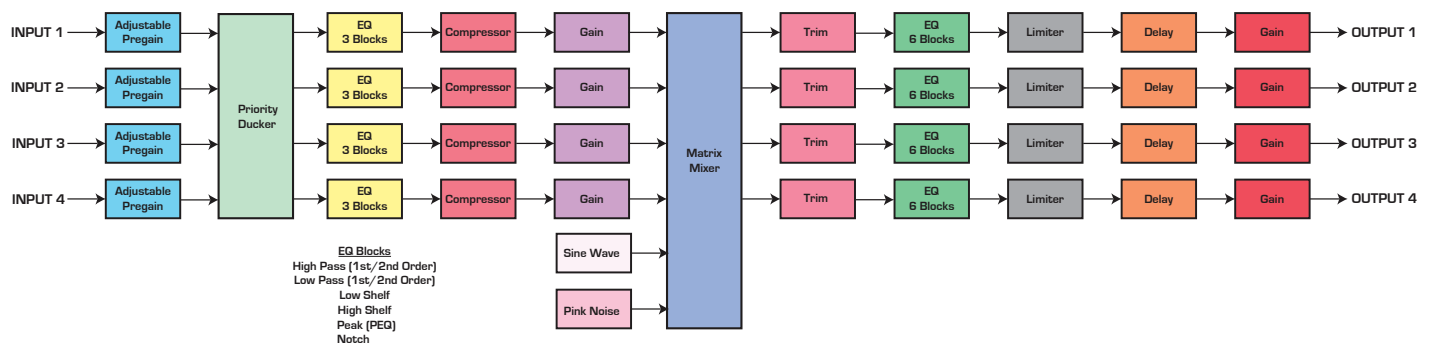 INPUT 1
Adjustable
Pregain
EQ
3 Blocks
Compressor
Gain
Trim
EQ
6 Blocks
Limiter
Delay
Gain
OUTPUT 1
INPUT 2
Adjustable
Pregain
EQ
3 Blocks
Compressor
Gain
Trim
EQ
6 Blocks
Limiter
Delay
Gain
OUTPUT 2
Priority
Ducker
INPUT 3
Adjustable
Pregain
EQ
3 Blocks
Compressor
Gain
Matrix
Mixer
Trim
EQ
6 Blocks
Limiter
Delay
Gain
OUTPUT 3
INPUT 4
Adjustable
Pregain
EQ
3 Blocks
Compressor
Gain
Trim
EQ
6 Blocks
Limiter
Delay
Gain
OUTPUT 4
Sine Wave
Pink Noise
EQ Blocks
High Pass (1st/2nd Order)
Low Pass (1st/2nd Order)
Low Shelf
High Shelf
Peak (PEQ)
Notch